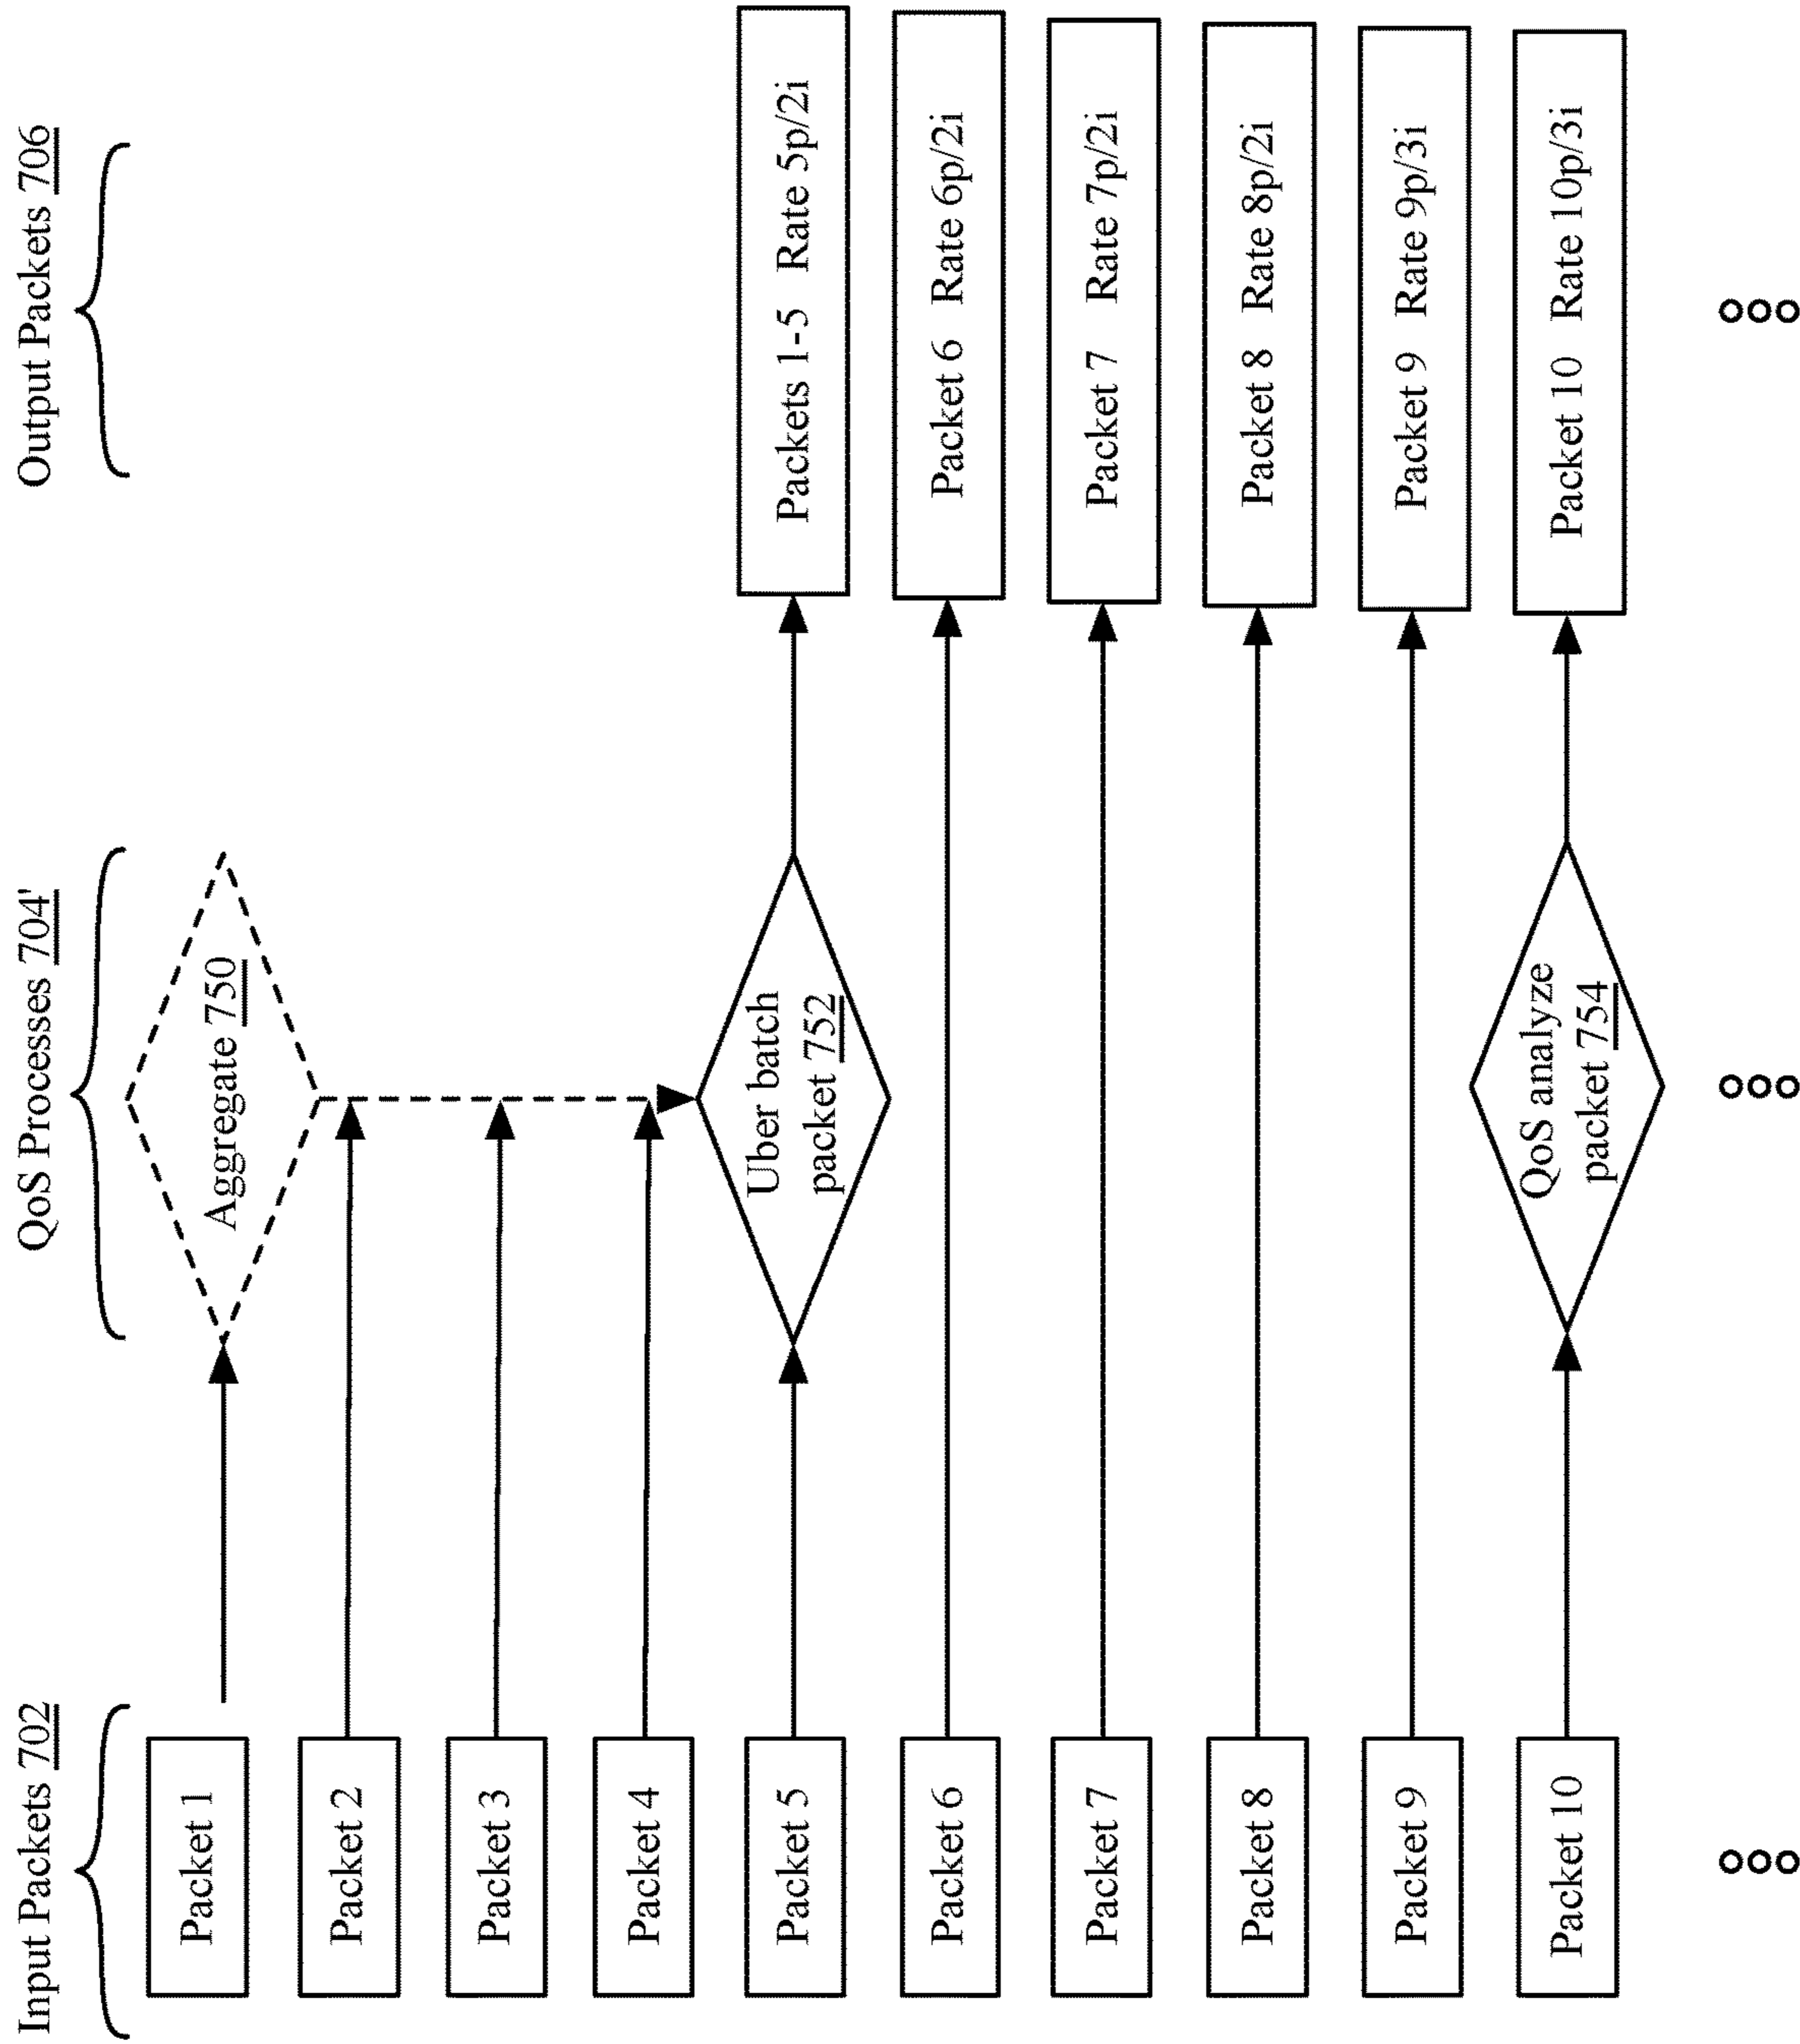 Input Packets 702
QoS Processes 704'
Output Packets 706
Packet 1
Aggregate 750
Packet 2
Packet 3
Packet 4
Packet 5
Uber batch
packet 752
Packets 1-5 Rate 5p/2i
Packet 6
Packet 6 Rate 6p/2i
Packet 7
Packet 7 Rate 7p/2i
Packet 8
Packet 8 Rate 8p/2i
Packet 9
Packet 9 Rate 9p/3i
Packet 10
QoS analyze
packet 754
Packet 10 Rate 10p/3i